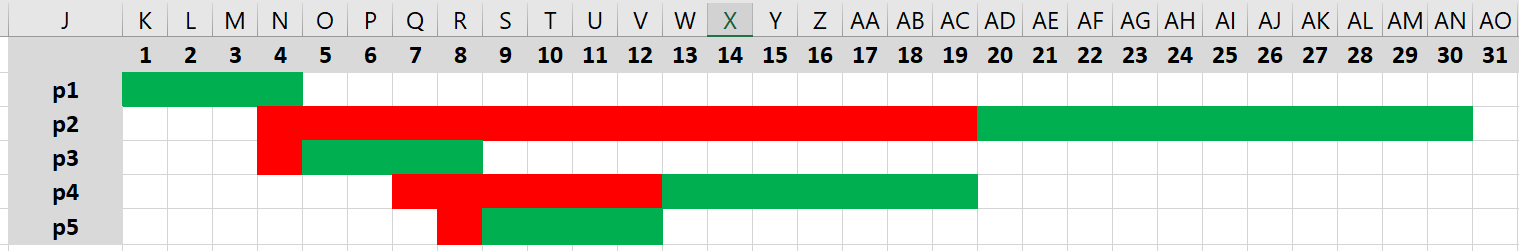 J K L M N O P Q R S T U V W X Y Z AA AB AC AD AE AF AG AH AI AJ AK AL AM AN AO
1 2 3 4 5 6 7 8 9 10 11 12 13 14 15 16 17 18 19 20 21 22 23 24 25 26 27 28 29 30 31
p1
p2
p3
p4
p5